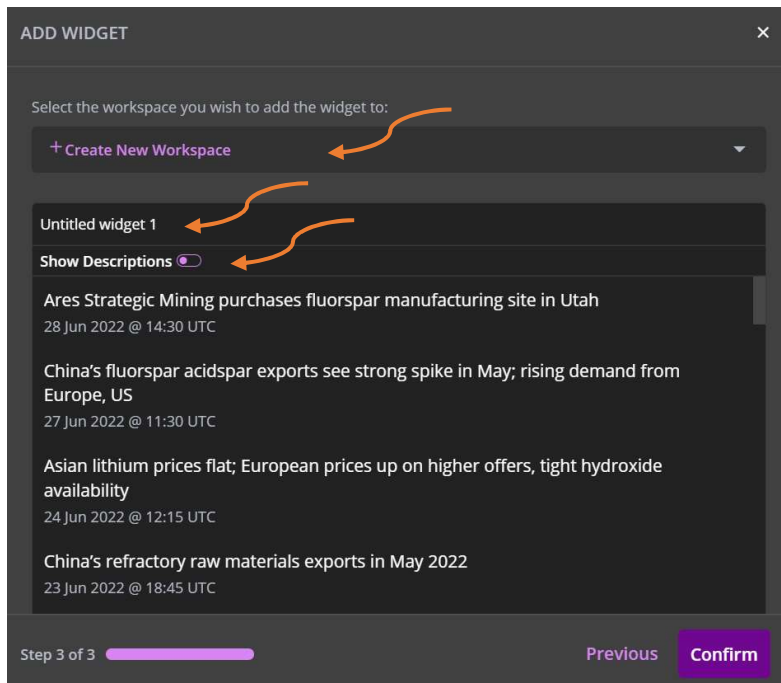 ADD WIDGET ×
Select the workspace you wish to add the widget to:
+ Create New Workspace
Untitled widget 1
Show Descriptions
Ares Strategic Mining purchases fluorspar manufacturing site in Utah
28 Jun 2022 @ 14:30 UTC
China’s fluorspar acidspar exports see strong spike in May; rising demand from
Europe, US
27 Jun 2022 @ 11:30 UTC
Asian lithium prices flat; European prices up on higher offers, tight hydroxide
availability
24 Jun 2022 @ 12:15 UTC
China’s refractory raw materials exports in May 2022
23 Jun 2022 @ 18:45 UTC
Step 3 of 3 Previous Confirm